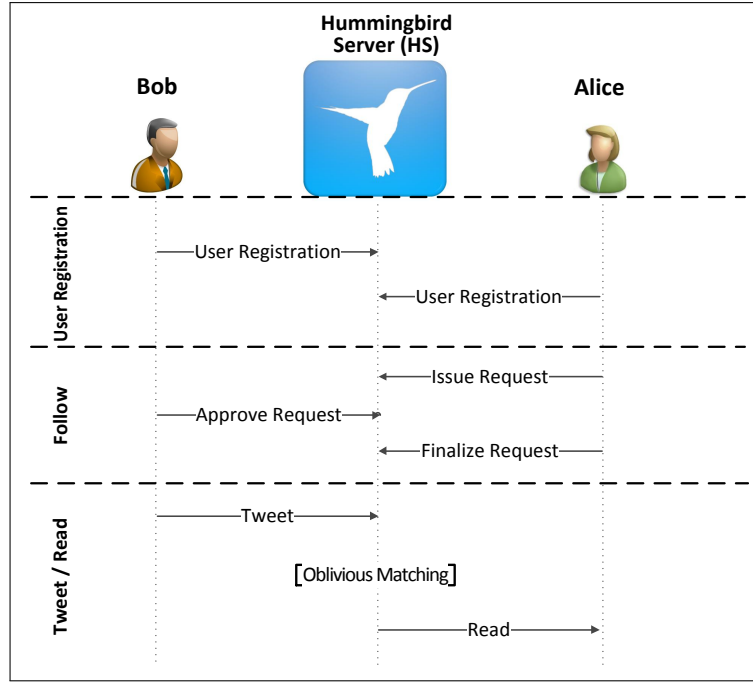 Hummingbird
Server (HS)
Bob
Alice
User Registration
User Registration
User Registration
Follow
Issue Request
Approve Request
Finalize Request
Tweet / Read
Tweet
[Oblivious Matching]
Read